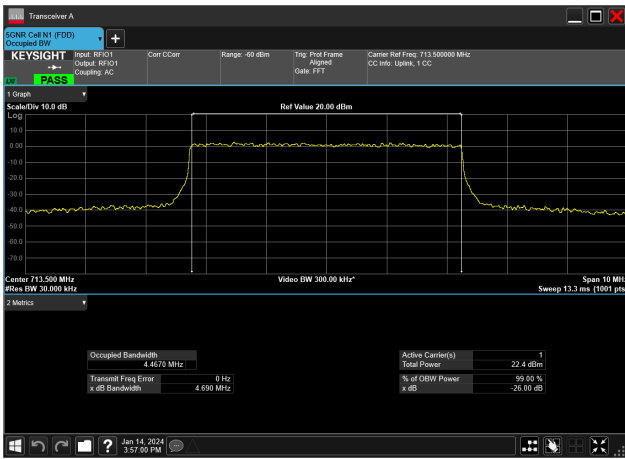 Transceiver A
5GNR Cell N1 (FDD)
Occupied BW
KEYSIGHT
LXI
PASS
Input: RFIO1
Output: RFIO1
Coupling: AC
Corr CCorr
Range: -60 dBm
Trig: Prot Frame
Aligned
Gate: FFT
Carrier Ref Freq: 713.500000 MHz
CC Info: Uplink, 1 CC
1 Graph
Scale/Div 10.0 dB
Ref Value 20.00 dBm
Log
10.0
0.00
-10.0
-20.0
-30.0
-40.0
-50.0
-60.0
-70.0
Center 713.500 MHz
Video BW 300.00 kHz*
Span 10 MHz
#Res BW 30.000 kHz
Sweep 13.3 ms (1001 pts
2 Metrics
Occupied Bandwidth
4.4670 MHz
Transmit Freq Error 0 Hz
x dB Bandwidth 4.690 MHz
Active Carrier(s) 1
Total Power 22.4 dBm
% of OBW Power 99.00 %
x dB -26.00 dB
Jan 14, 2024
3:57:00 PM